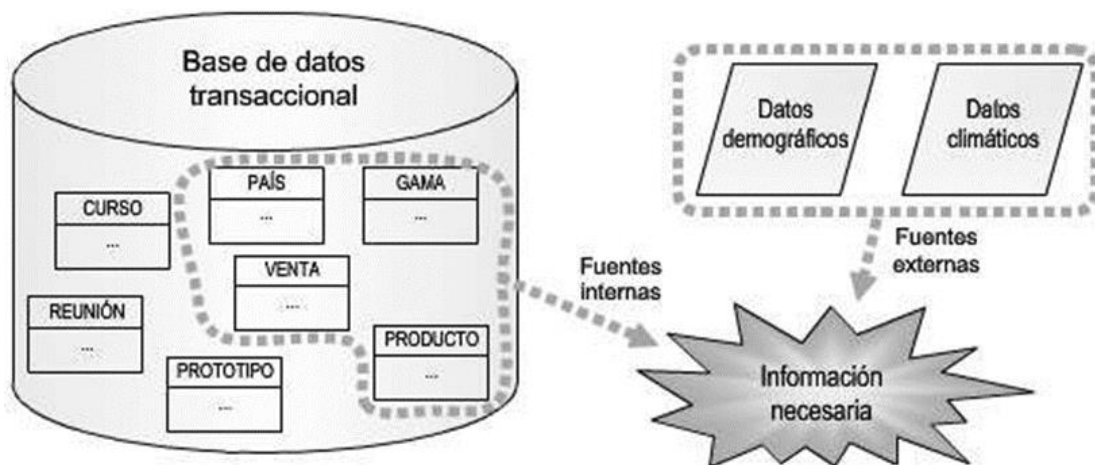 Base de datos
transaccional
PAÍS
...
GAMA
...
CURSO
...
VENTA
...
REUNIÓN
...
PRODUCTO
...
PROTOTIPO
...
Datos
demográficos
Datos
climáticos
Fuentes
internas
Fuentes
externas
Información
necesaria